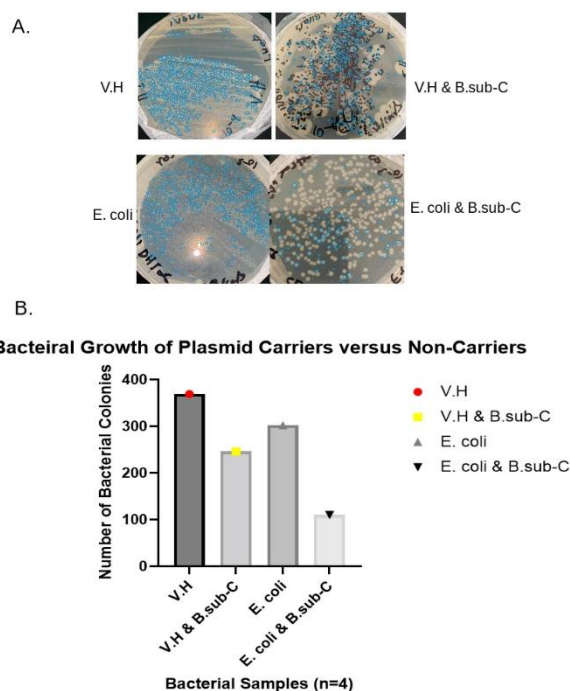 A.
V.H
V.H & B.sub-C
E. coli
E. coli & B.sub-C
B.
Bacteiral Growth of Plasmid Carriers versus Non-Carriers
Number of Bacterial Colonies
400
300
200
100
0
V.H
V.H & B.sub-C
E. coli
E. coli & B.sub-C
Bacterial Samples (n=4)
V.H
V.H & B.sub-C
E. coli
E. coli & B.sub-C